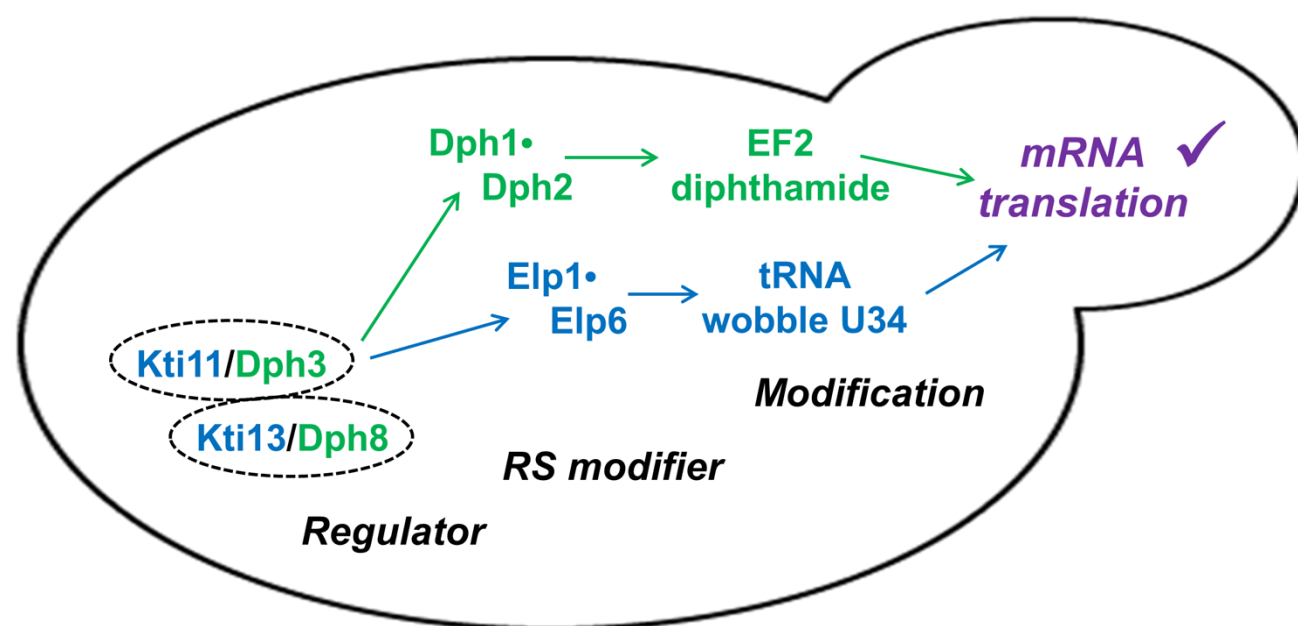 Dph1•
Dph2
EF2
diphthamide
mRNA ✓
translation
Elp1•
Elp6
tRNA
wobble U34
Kti11/Dph3
Kti13/Dph8
Modification
RS modifier
Regulator